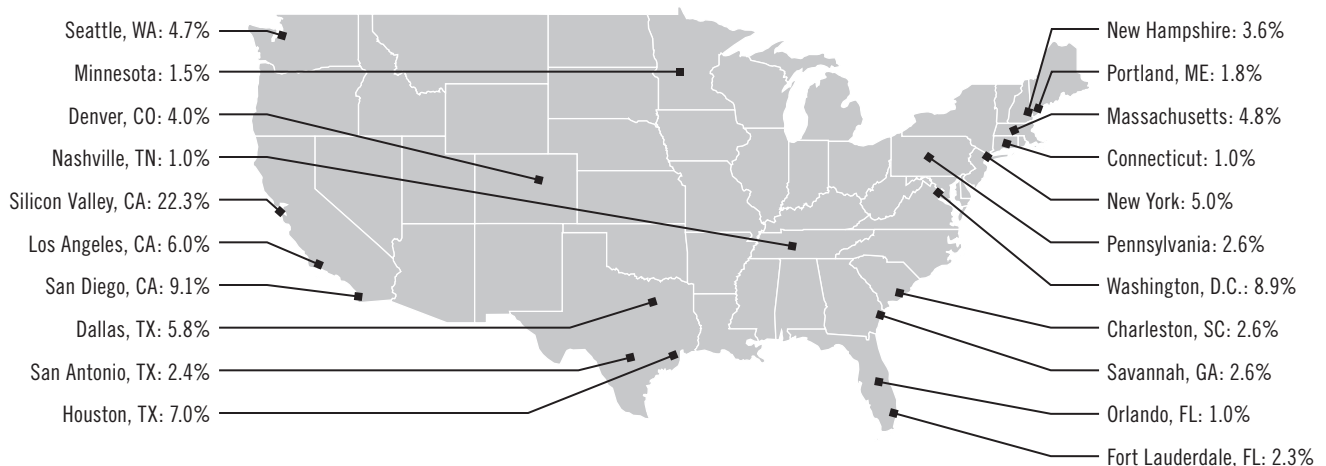 Seattle, WA: 4.7%
Minnesota: 1.5%
Denver, CO: 4.0%
Nashville, TN: 1.0%
Silicon Valley, CA: 22.3%
Los Angeles, CA: 6.0%
San Diego, CA: 9.1%
Dallas, TX: 5.8%
San Antonio, TX: 2.4%
Houston, TX: 7.0%
New Hampshire: 3.6%
Portland, ME: 1.8%
Massachusetts: 4.8%
Connecticut: 1.0%
New York: 5.0%
Pennsylvania: 2.6%
Washington, D.C.: 8.9%
Charleston, SC: 2.6%
Savannah, GA: 2.6%
Orlando, FL: 1.0%
Fort Lauderdale, FL: 2.3%